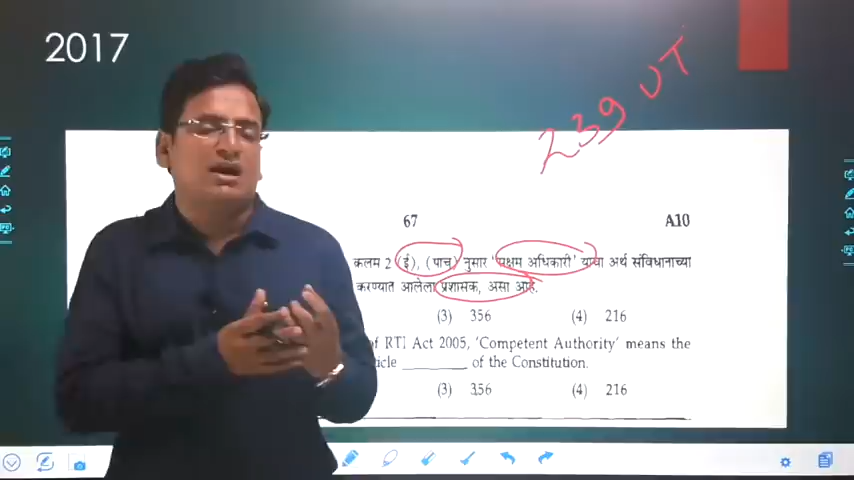 2017
239 UT
67 A10
कलम 2 (ई), (पाच) नुसार 'सक्षम अधिकारी' याचा अर्थ संविधानाच्या
करण्यात आलेला प्रशासक, असा आहे.
(3) 356 (4) 216
of RTI Act 2005, 'Competent Authority' means the
icle ________ of the Constitution.
(3) 356 (4) 216